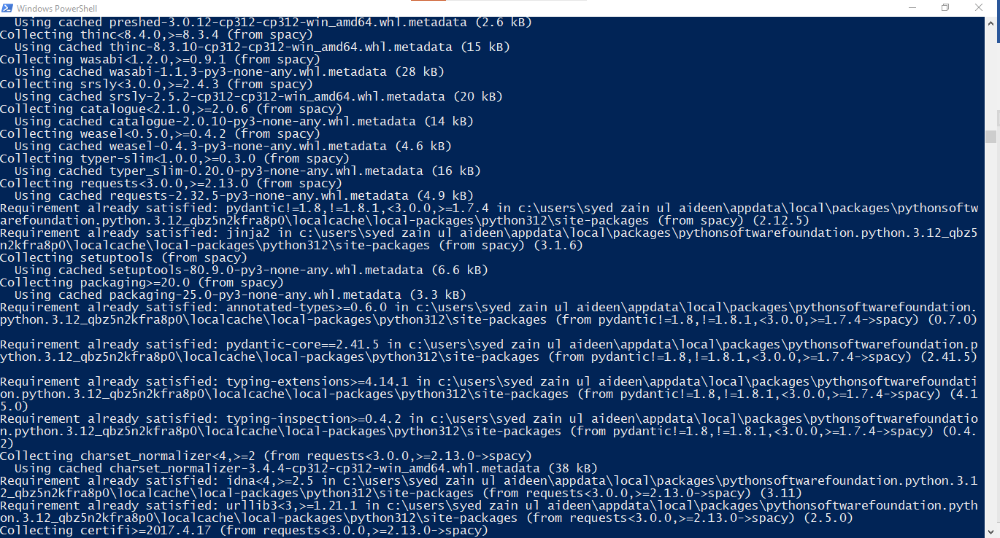 Windows PowerShell
Using cached preshed-3.0.12-cp312-cp312-win_amd64.whl.metadata (2.6 kB)
Collecting thinc<8.4.0,>=8.3.4 (from spacy)
Using cached thinc-8.3.10-cp312-cp312-win_amd64.whl.metadata (15 kB)
Collecting wasabi<1.2.0,>=0.9.1 (from spacy)
Using cached wasabi-1.1.3-py3-none-any.whl.metadata (28 kB)
Collecting srsly<3.0.0,>=2.4.3 (from spacy)
Using cached srsly-2.5.2-cp312-cp312-win_amd64.whl.metadata (20 kB)
Collecting catalogue<2.1.0,>=2.0.6 (from spacy)
Using cached catalogue-2.0.10-py3-none-any.whl.metadata (14 kB)
Collecting weasel<0.5.0,>=0.4.2 (from spacy)
Using cached weasel-0.4.3-py3-none-any.whl.metadata (4.6 kB)
Collecting typer-slim<1.0.0,>=0.3.0 (from spacy)
Using cached typer_slim-0.20.0-py3-none-any.whl.metadata (16 kB)
Collecting requests<3.0.0,>=2.13.0 (from spacy)
Using cached requests-2.32.5-py3-none-any.whl.metadata (4.9 kB)
Requirement already satisfied: pydantic!=1.8,!=1.8.1,<3.0.0,>=1.7.4 in c:\users\syed zain ul aideen\appdata\local\packages\pythonsoftw
arefoundation.python.3.12_qbz5n2kfra8p0\localcache\local-packages\python312\site-packages (from spacy) (2.12.5)
Requirement already satisfied: jinja2 in c:\users\syed zain ul aideen\appdata\local\packages\pythonsoftwarefoundation.python.3.12_qbz5
n2kfra8p0\localcache\local-packages\python312\site-packages (from spacy) (3.1.6)
Collecting setuptools (from spacy)
Using cached setuptools-80.9.0-py3-none-any.whl.metadata (6.6 kB)
Collecting packaging>=20.0 (from spacy)
Using cached packaging-25.0-py3-none-any.whl.metadata (3.3 kB)
Requirement already satisfied: annotated-types>=0.6.0 in c:\users\syed zain ul aideen\appdata\local\packages\pythonsoftwarefoundation.
python.3.12_qbz5n2kfra8p0\localcache\local-packages\python312\site-packages (from pydantic!=1.8,!=1.8.1,<3.0.0,>=1.7.4->spacy) (0.7.0)
Requirement already satisfied: pydantic-core==2.41.5 in c:\users\syed zain ul aideen\appdata\local\packages\pythonsoftwarefoundation.p
ython.3.12_qbz5n2kfra8p0\localcache\local-packages\python312\site-packages (from pydantic!=1.8,!=1.8.1,<3.0.0,>=1.7.4->spacy) (2.41.5)
Requirement already satisfied: typing-extensions>=4.14.1 in c:\users\syed zain ul aideen\appdata\local\packages\pythonsoftwarefoundati
on.python.3.12_qbz5n2kfra8p0\localcache\local-packages\python312\site-packages (from pydantic!=1.8,!=1.8.1,<3.0.0,>=1.7.4->spacy) (4.1
5.0)
Requirement already satisfied: typing-inspection>=0.4.2 in c:\users\syed zain ul aideen\appdata\local\packages\pythonsoftwarefoundatio
n.python.3.12_qbz5n2kfra8p0\localcache\local-packages\python312\site-packages (from pydantic!=1.8,!=1.8.1,<3.0.0,>=1.7.4->spacy) (0.4.
2)
Collecting charset_normalizer<4,>=2 (from requests<3.0.0,>=2.13.0->spacy)
Using cached charset_normalizer-3.4.4-cp312-cp312-win_amd64.whl.metadata (38 kB)
Requirement already satisfied: idna<4,>=2.5 in c:\users\syed zain ul aideen\appdata\local\packages\pythonsoftwarefoundation.python.3.1
2_qbz5n2kfra8p0\localcache\local-packages\python312\site-packages (from requests<3.0.0,>=2.13.0->spacy) (3.11)
Requirement already satisfied: urllib3<3,>=1.21.1 in c:\users\syed zain ul aideen\appdata\local\packages\pythonsoftwarefoundation.pyth
on.3.12_qbz5n2kfra8p0\localcache\local-packages\python312\site-packages (from requests<3.0.0,>=2.13.0->spacy) (2.5.0)
Collecting certifi>=2017.4.17 (from requests<3.0.0,>=2.13.0->spacy)